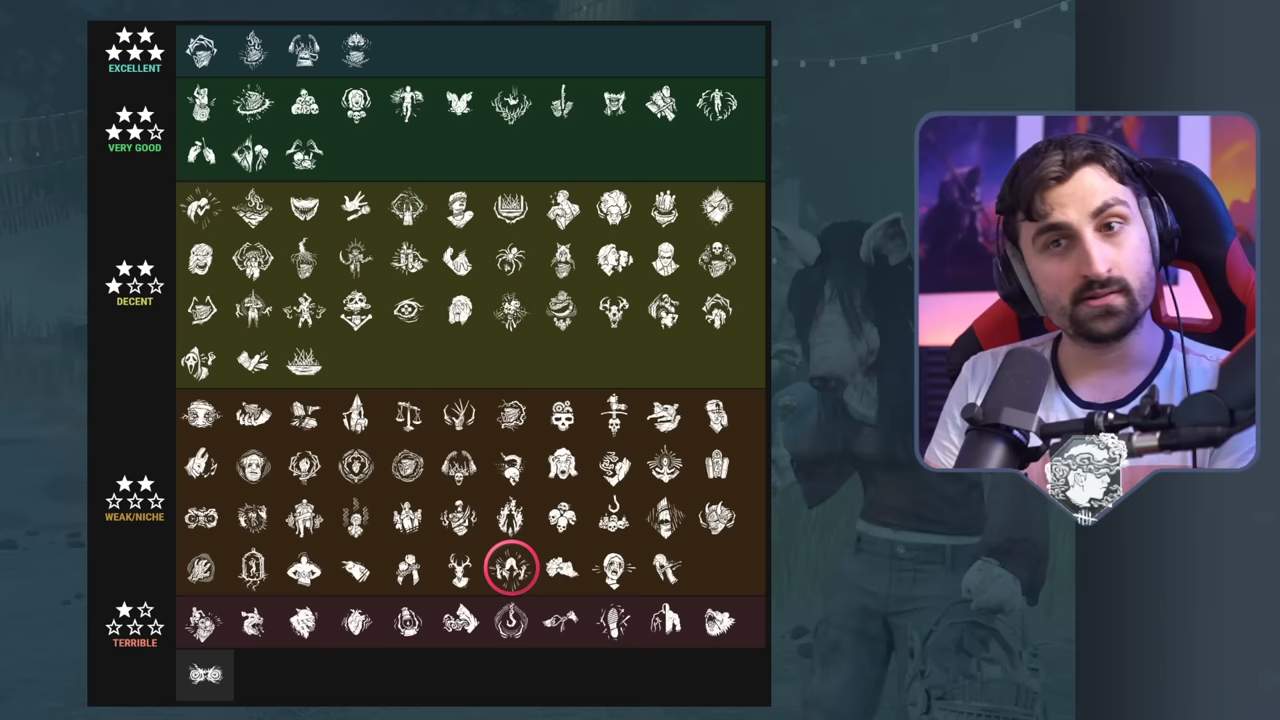 EXCELLENT
VERY GOOD
DECENT
WEAK/NICHE
TERRIBLE